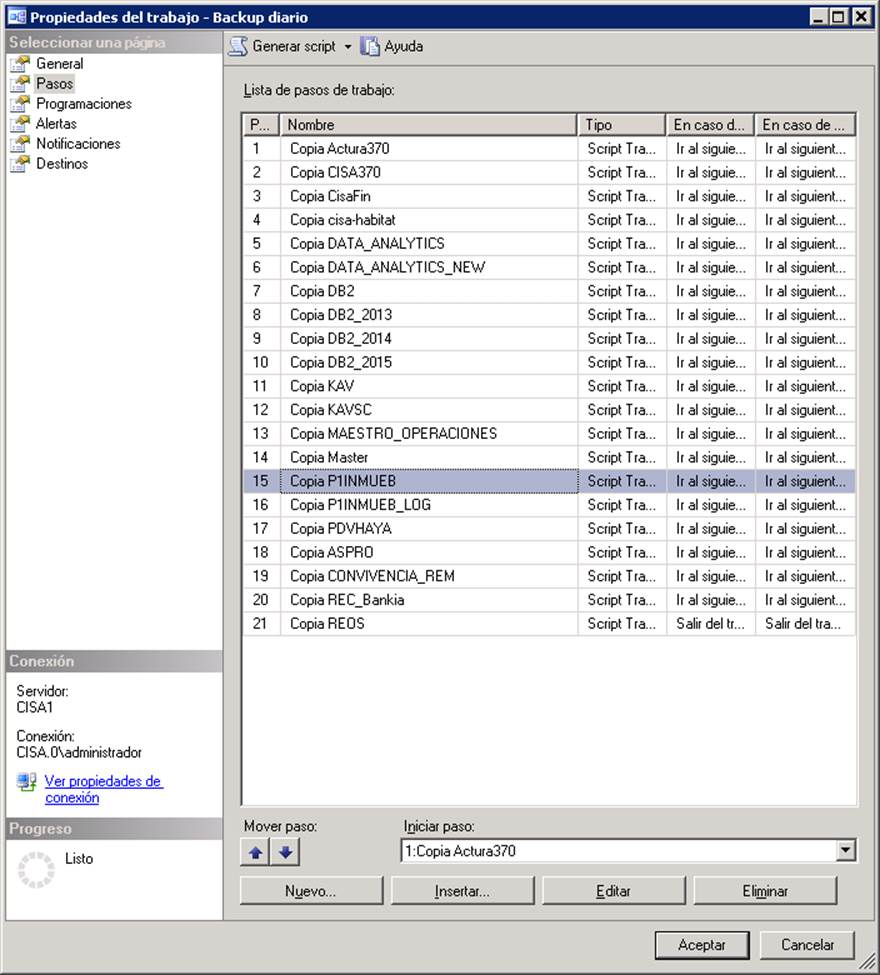 Propiedades del trabajo - Backup diario
Seleccionar una página
General
Pasos
Programaciones
Alertas
Notificaciones
Destinos
Conexión
Servidor:
CISA1
Conexión:
CISA.0\administrador
Ver propiedades de
conexión
Progreso
Listo
Generar script Ayuda
Lista de pasos de trabajo:
P... Nombre Tipo En caso d... En caso de ...
1 Copia Actura370 Script Tra... Ir al siguie... Ir al siguient...
2 Copia CISA370 Script Tra... Ir al siguie... Ir al siguient...
3 Copia CisaFin Script Tra... Ir al siguie... Ir al siguient...
4 Copia cisa-habitat Script Tra... Ir al siguie... Ir al siguient...
5 Copia DATA_ANALYTICS Script Tra... Ir al siguie... Ir al siguient...
6 Copia DATA_ANALYTICS_NEW Script Tra... Ir al siguie... Ir al siguient...
7 Copia DB2 Script Tra... Ir al siguie... Ir al siguient...
8 Copia DB2_2013 Script Tra... Ir al siguie... Ir al siguient...
9 Copia DB2_2014 Script Tra... Ir al siguie... Ir al siguient...
10 Copia DB2_2015 Script Tra... Ir al siguie... Ir al siguient...
11 Copia KAV Script Tra... Ir al siguie... Ir al siguient...
12 Copia KAVSC Script Tra... Ir al siguie... Ir al siguient...
13 Copia MAESTRO_OPERACIONES Script Tra... Ir al siguie... Ir al siguient...
14 Copia Master Script Tra... Ir al siguie... Ir al siguient...
15 Copia P1INMUEB Script Tra... Ir al siguie... Ir al siguient...
16 Copia P1INMUEB_LOG Script Tra... Ir al siguie... Ir al siguient...
17 Copia PDVHAYA Script Tra... Ir al siguie... Ir al siguient...
18 Copia ASPRO Script Tra... Ir al siguie... Ir al siguient...
19 Copia CONVIVENCIA_REM Script Tra... Ir al siguie... Ir al siguient...
20 Copia REC_Bankia Script Tra... Ir al siguie... Ir al siguient...
21 Copia REOS Script Tra... Salir del tr... Salir del tra...
Mover paso: Iniciar paso:
1:Copia Actura370
Nuevo... Insertar... Editar Eliminar
Aceptar Cancelar